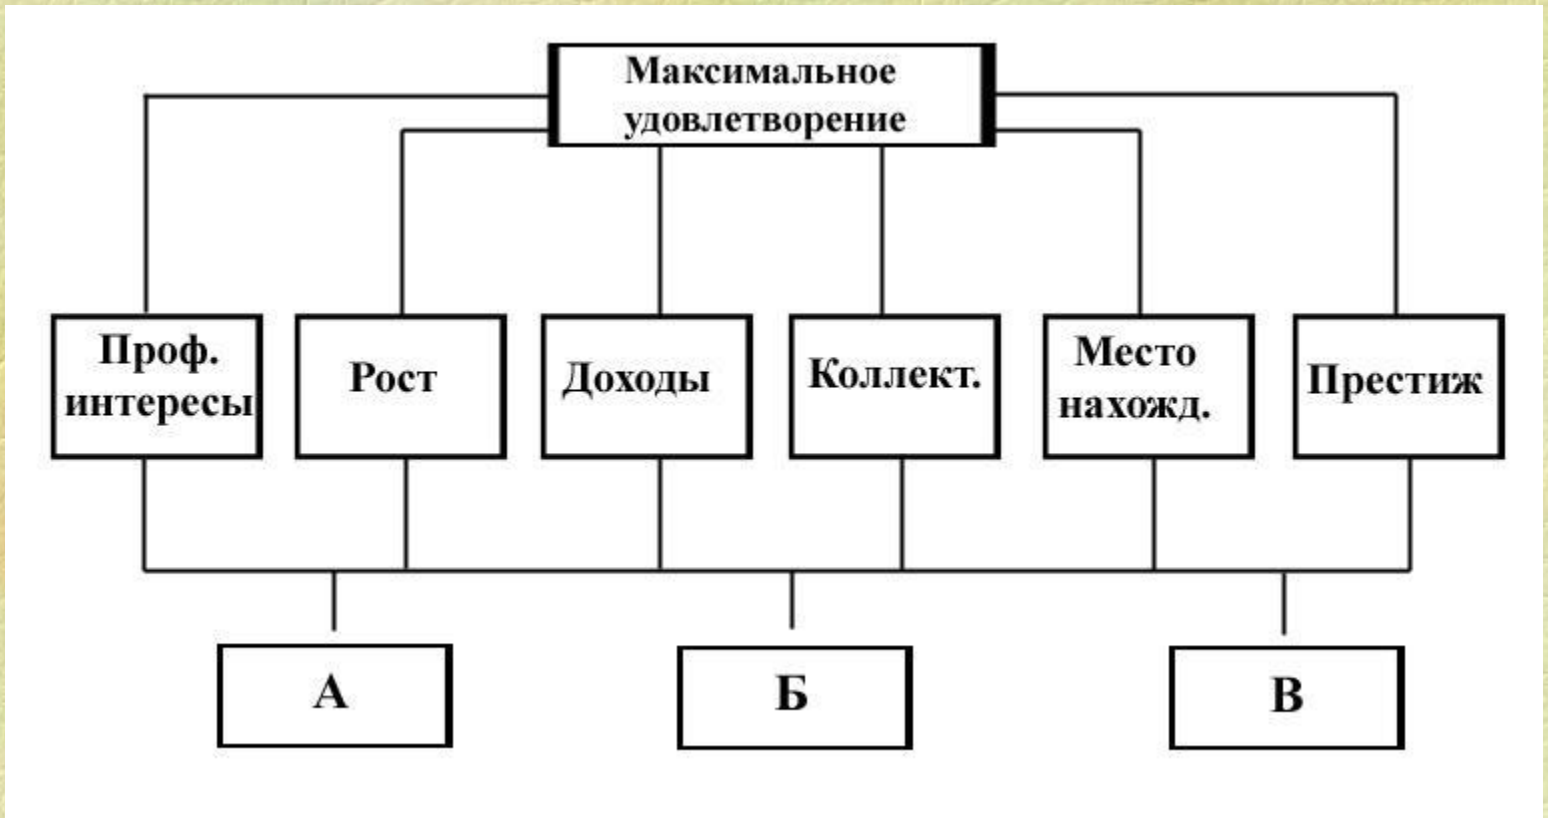 Максимальное
удовлетворение
Проф.
интересы
Рост
Доходы
Коллект.
Место
нахожд.
Престиж
А
Б
В